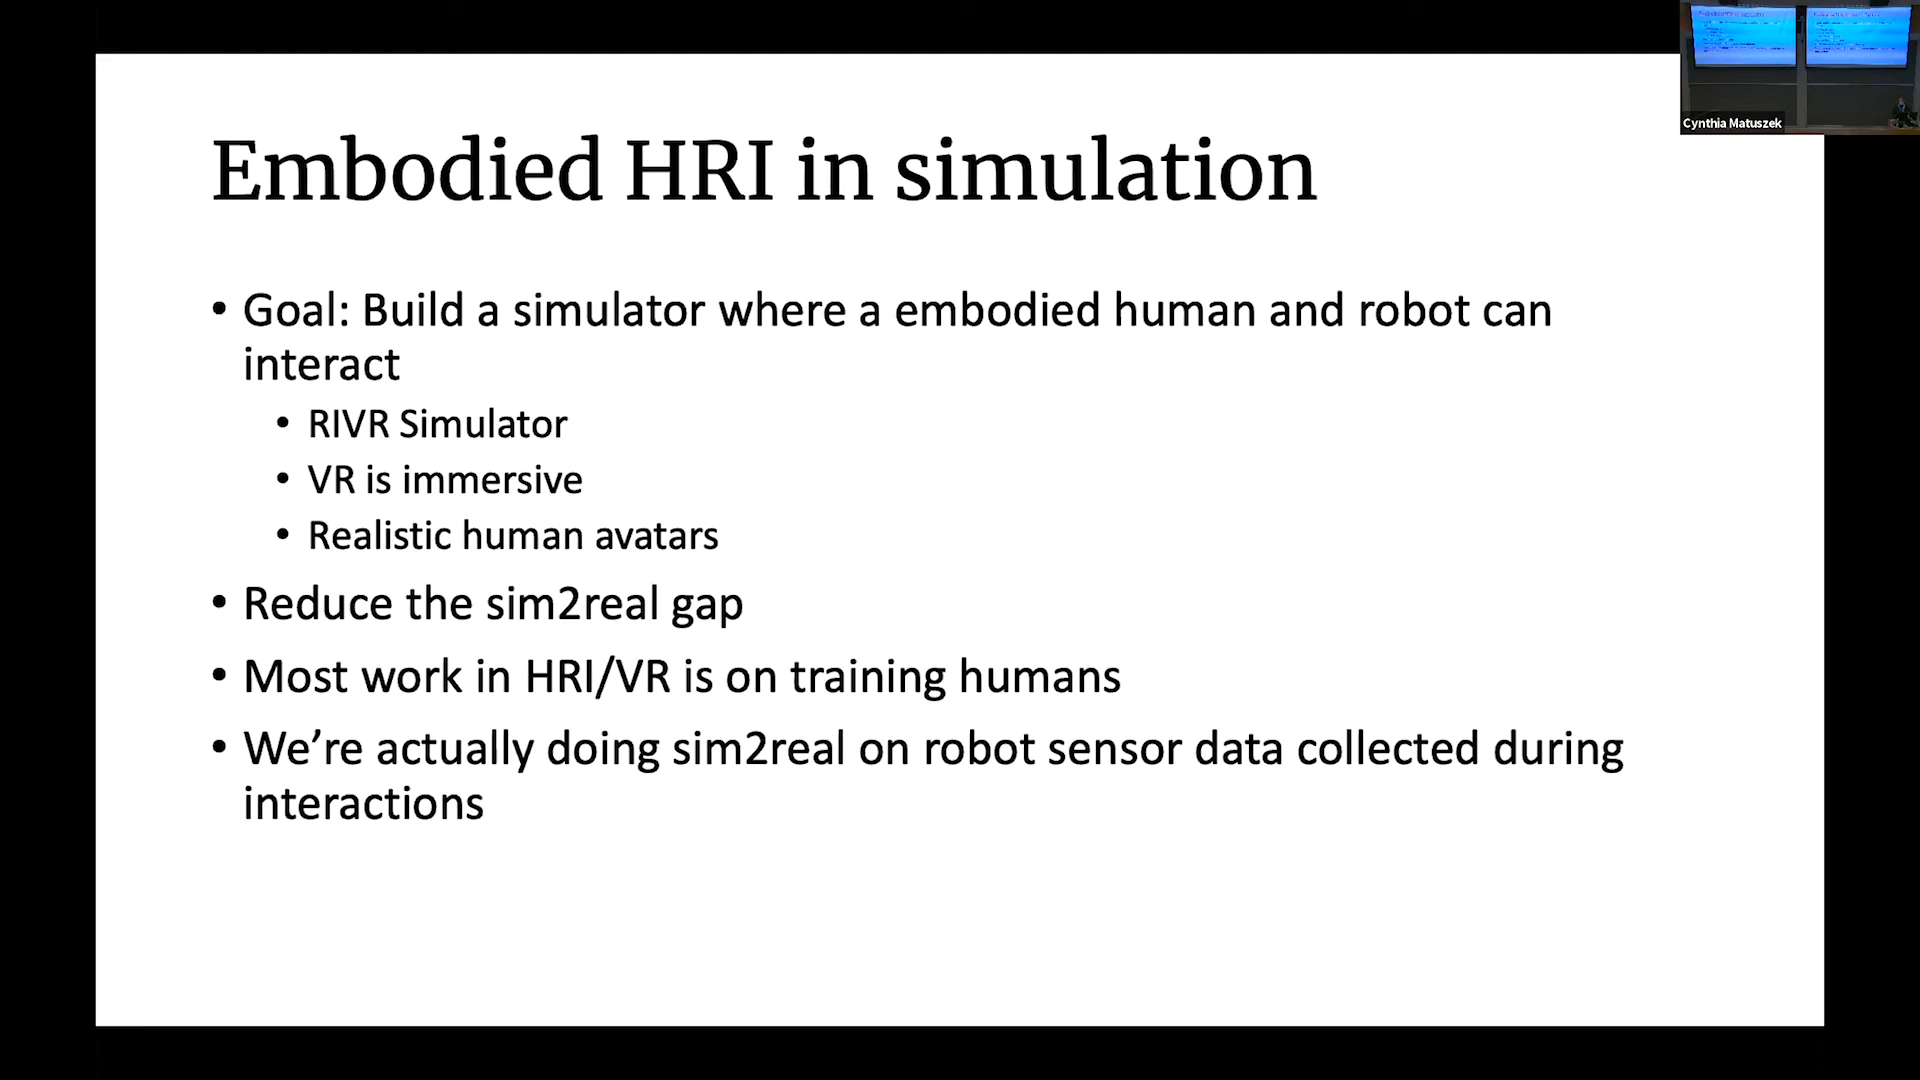 Embodied HRI in simulation
• Goal: Build a simulator where a embodied human and robot can
interact
• RIVR Simulator
• VR is immersive
• Realistic human avatars
• Reduce the sim2real gap
• Most work in HRI/VR is on training humans
• We’re actually doing sim2real on robot sensor data collected during
interactions
Cynthia Matuszek